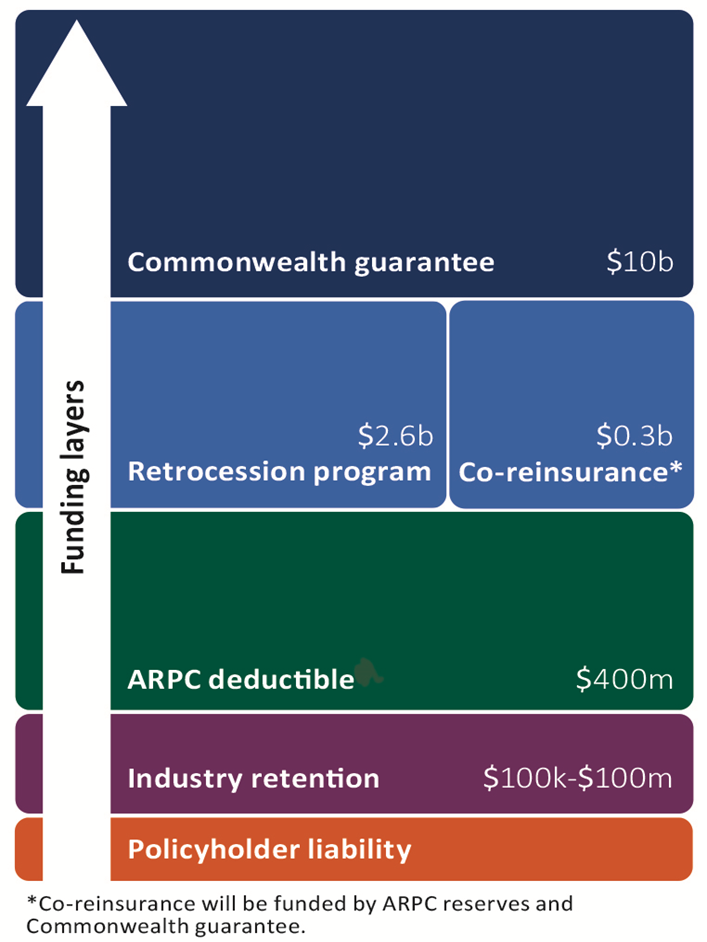 Commonwealth guarantee $10b
$2.6b
Retrocession program
$0.3b
Co-reinsurance*
Funding layers
ARPC deductible $400m
Industry retention $100k-$100m
Policyholder liability
*Co-reinsurance will be funded by ARPC reserves and
Commonwealth guarantee.